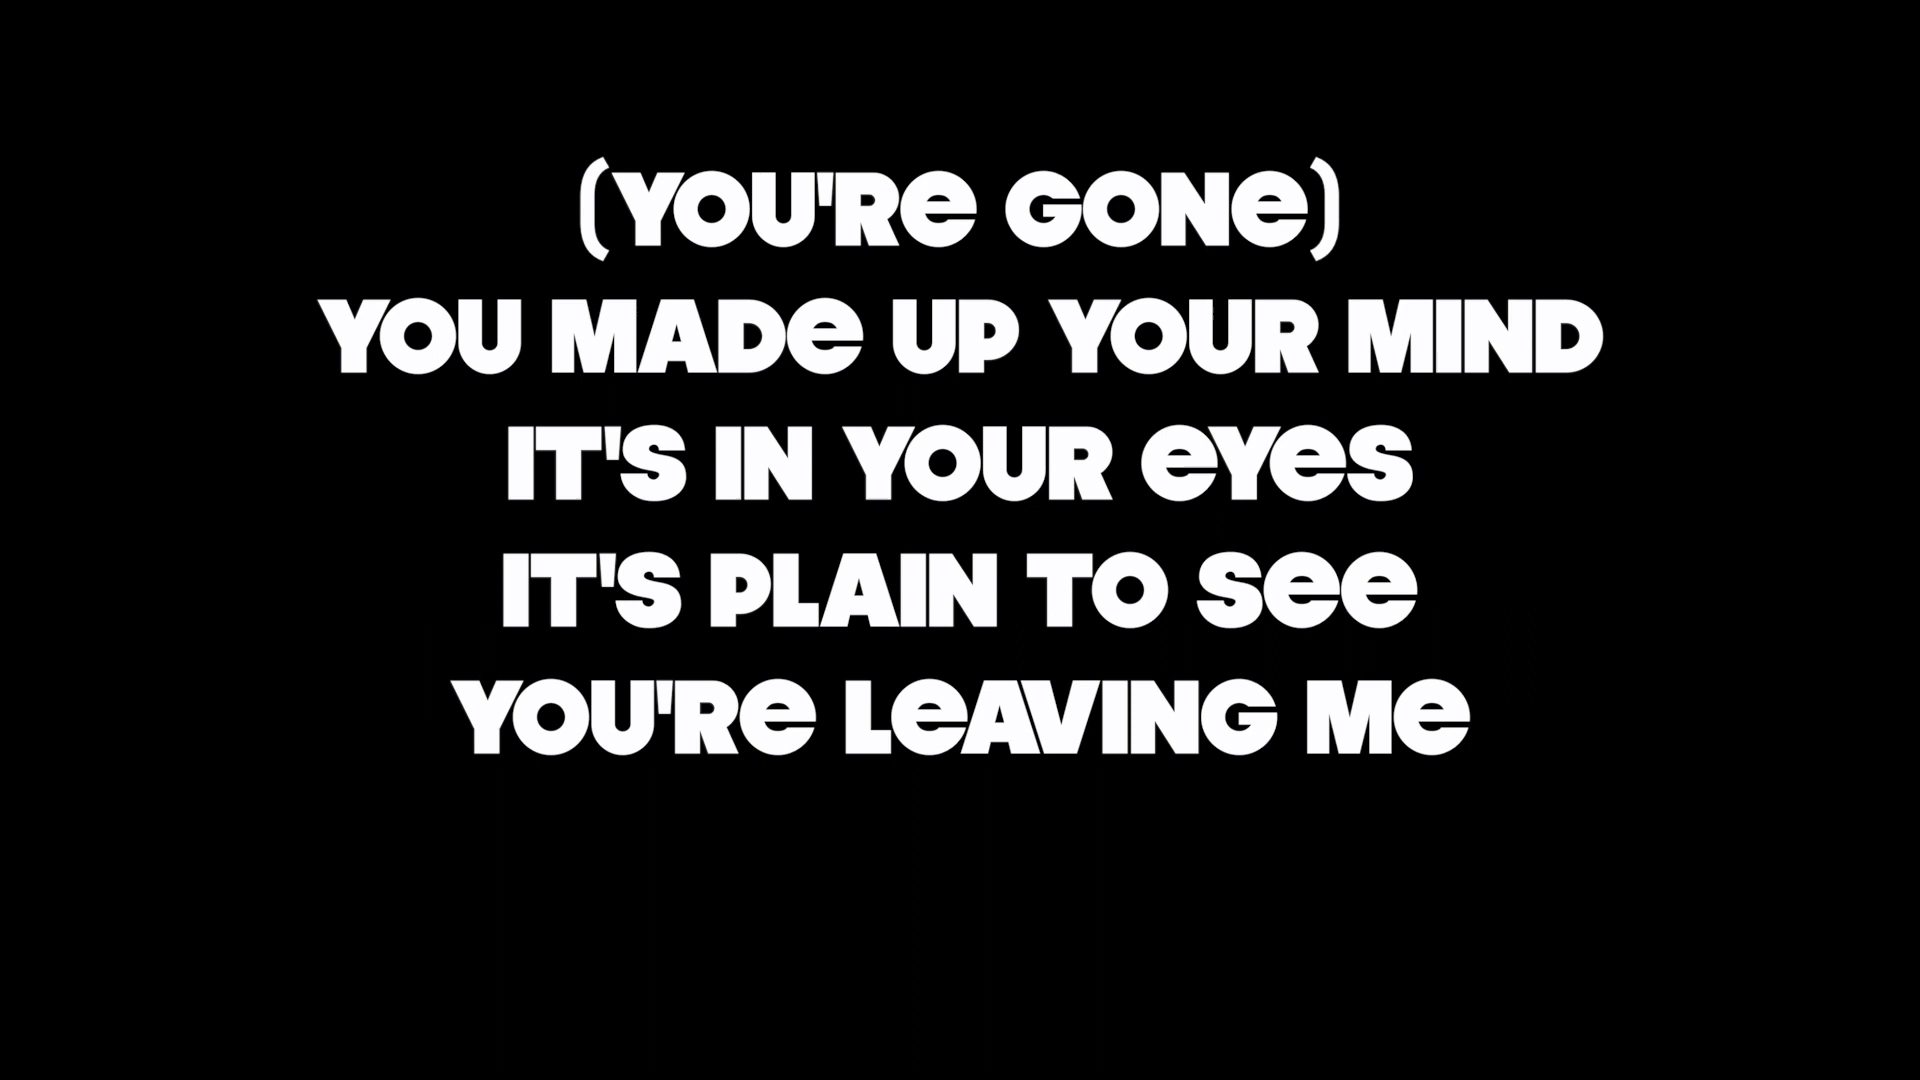 (YOU'Re GONe)
YOU MADe UP YOUR MIND
IT'S IN YOUR eYeS
IT'S PLAIN TO See
YOU'Re LeAVING Me